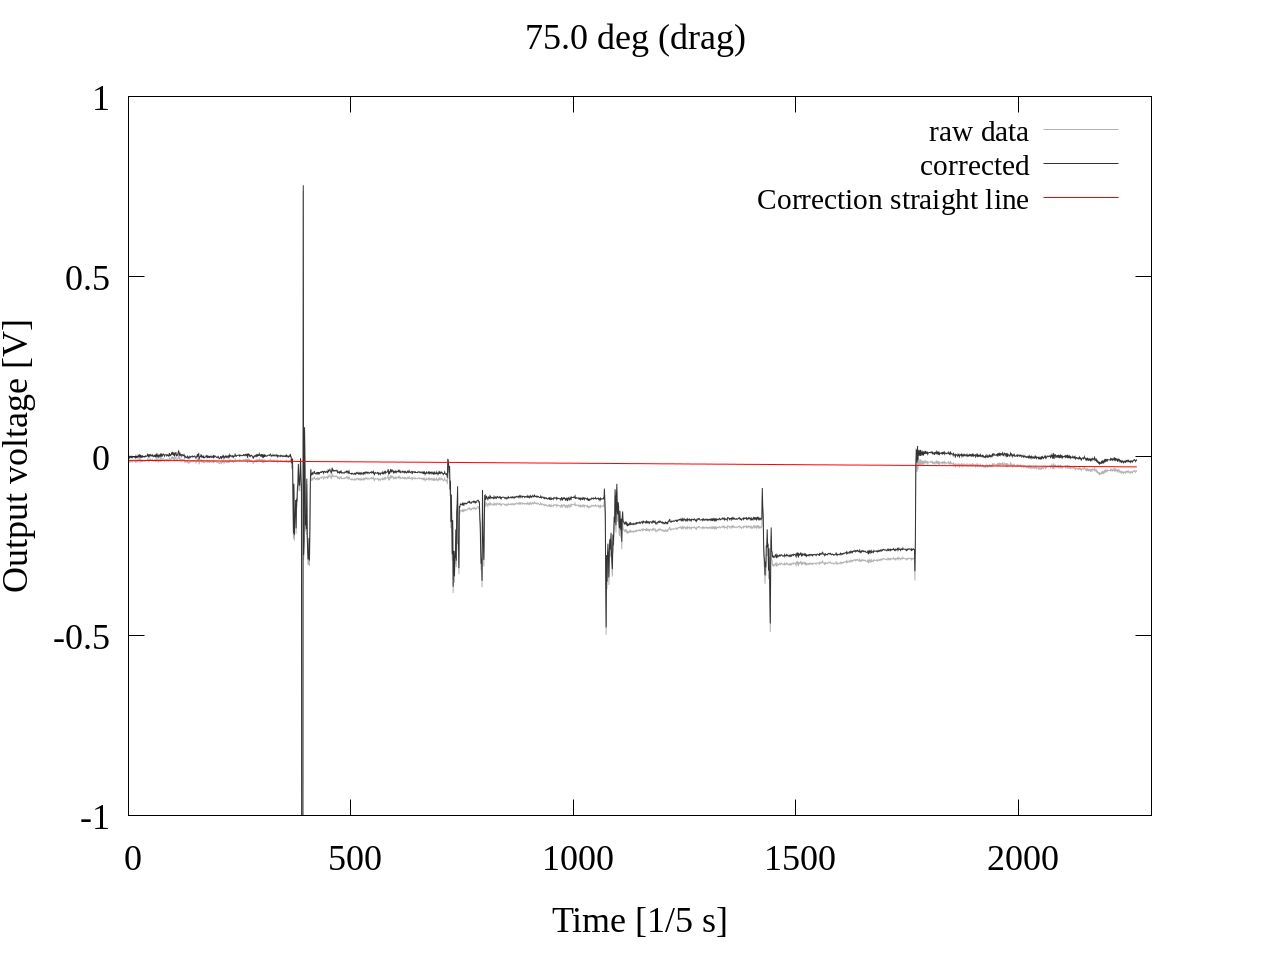 75.0 deg (drag)
1
0.5
0
-0.5
-1
Output voltage [V]
raw data
corrected
Correction straight line
0 500 1000 1500 2000
Time [1/5 s]